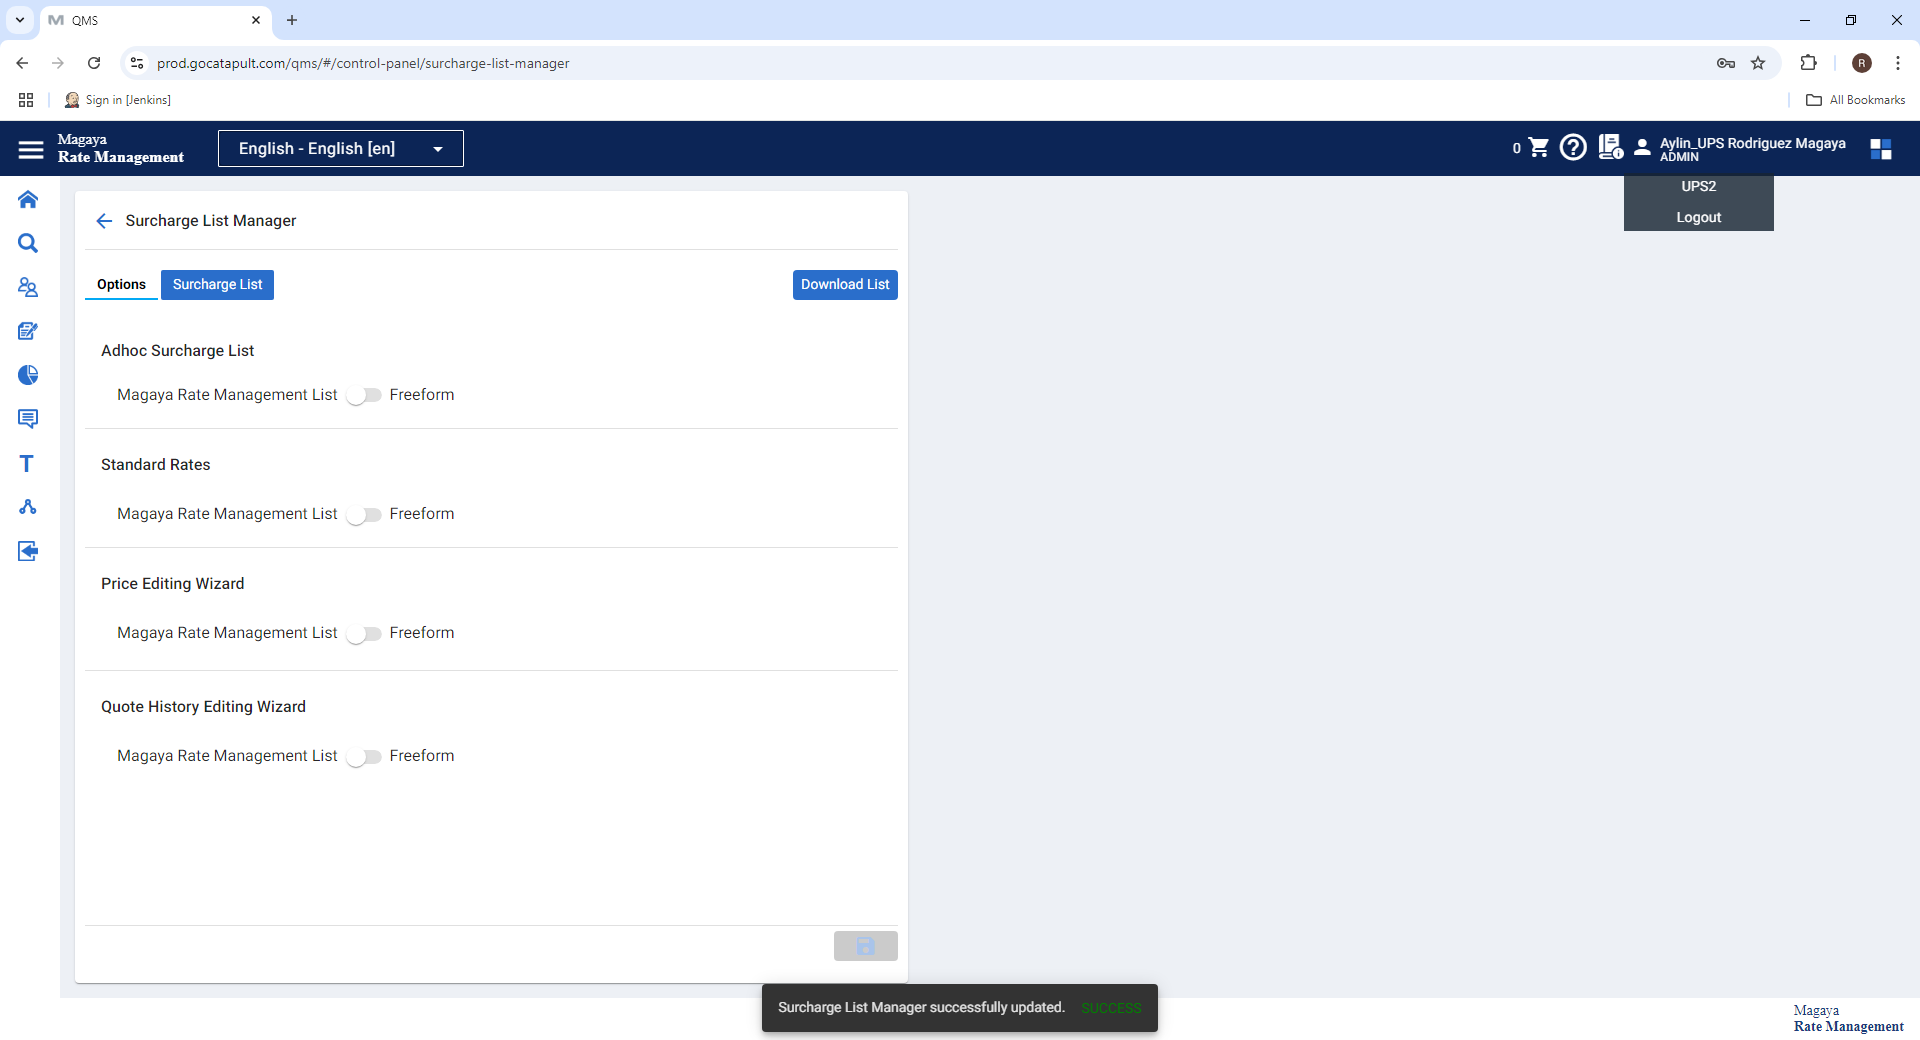 QMS
prod.gocatapult.com/qms/#/control-panel/surcharge-list-manager
R
Sign in [Jenkins]
All Bookmarks
Magaya
Rate Management
English - English [en]
0
Aylin_UPS Rodriguez Magaya
ADMIN
UPS2
Logout
Surcharge List Manager
Options
Surcharge List
Download List
Adhoc Surcharge List
Magaya Rate Management List Freeform
Standard Rates
Magaya Rate Management List Freeform
Price Editing Wizard
Magaya Rate Management List Freeform
Quote History Editing Wizard
Magaya Rate Management List Freeform
Surcharge List Manager successfully updated. SUCCESS
Magaya
Rate Management